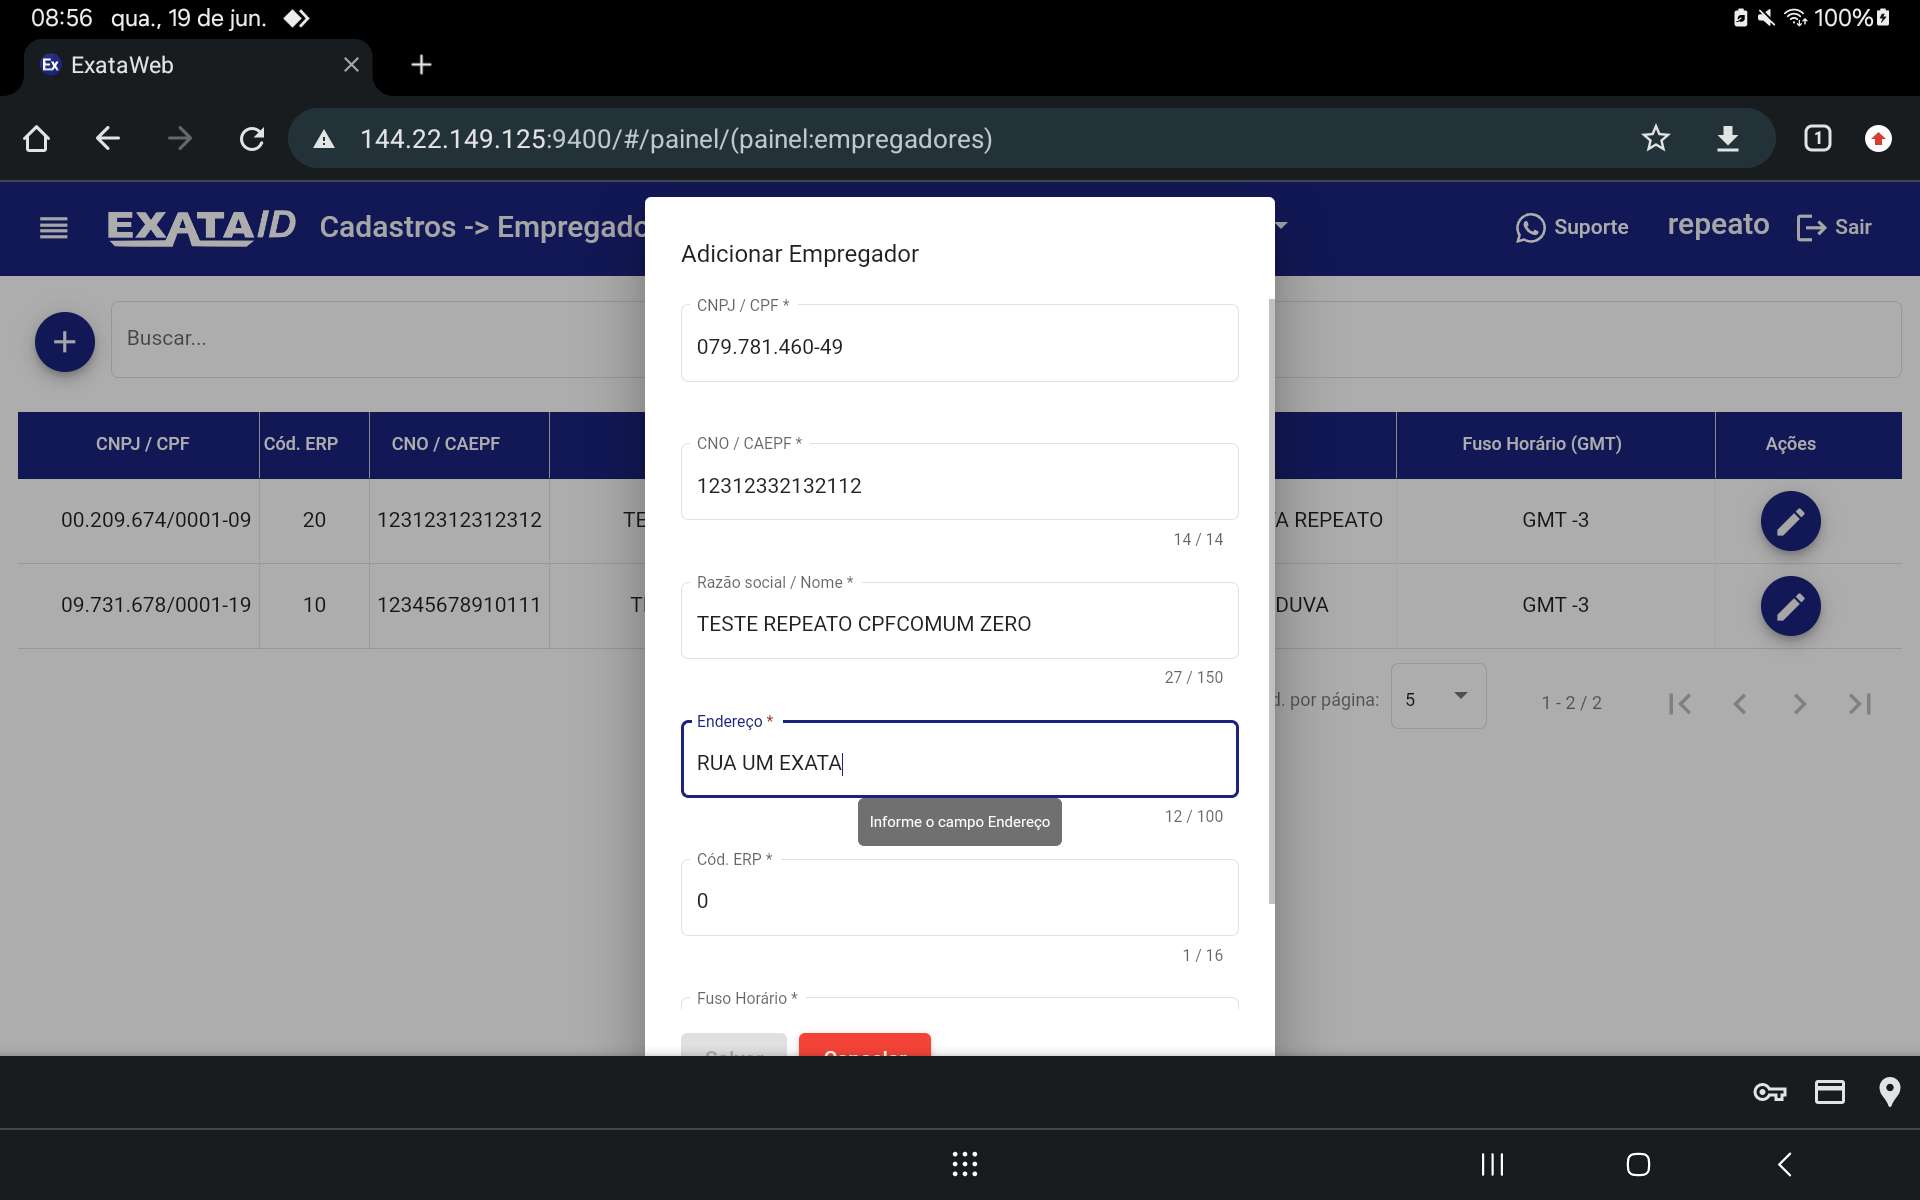 08:56 qua., 19 de jun. 100%
Ex ExataWeb
144.22.149.125:9400/#/painel/(painel:empregadores) 1
EXATA/D Cadastros -> Empregado Suporte repeato Sair
Adicionar Empregador
CNPJ / CPF *
079.781.460-49
Buscar...
CNPJ / CPF Cód. ERP CNO / CAEPF Fuso Horário (GMT) Ações
CNO / CAEPF *
12312332132112
14 / 14
00.209.674/0001-09 20 12312312312312 TE A REPEATO GMT -3
09.731.678/0001-19 10 12345678910111 DUVA GMT -3
Razão social / Nome *
TESTE REPEATO CPFCOMUM ZERO
27 / 150
d. por página: 5 1 - 2 / 2
Endereço *
RUA UM EXATA
12 / 100
Informe o campo Endereço
Cód. ERP *
0
1 / 16
Fuso Horário *
Salvar Cancelar